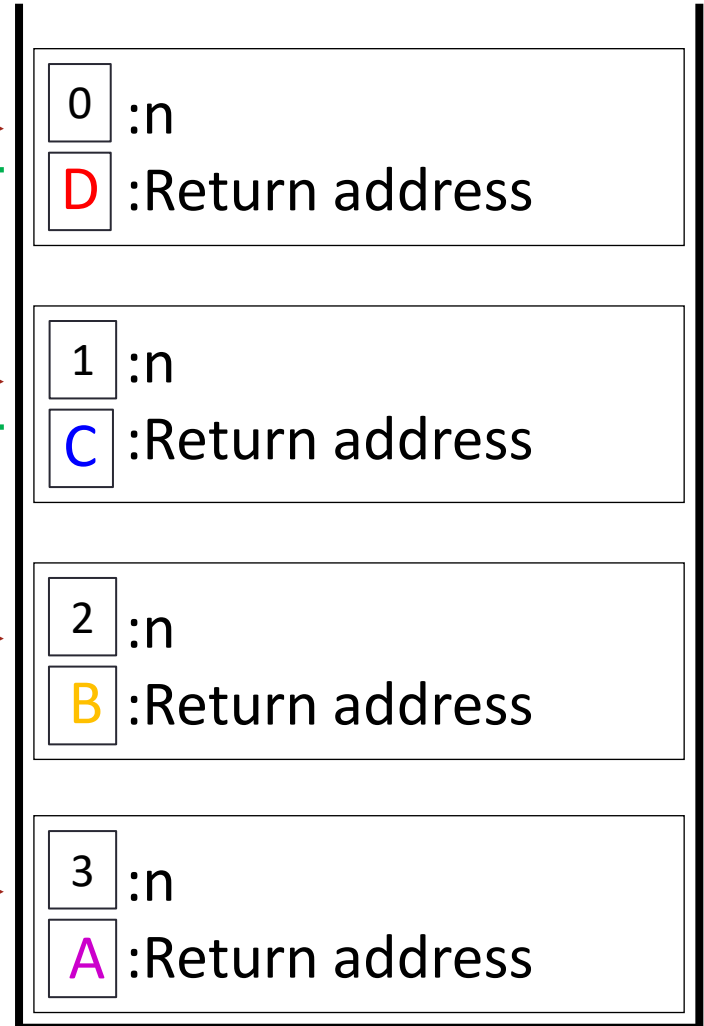 0 :n
D :Return address
1 :n
C :Return address
2 :n
B :Return address
3 :n
A :Return address